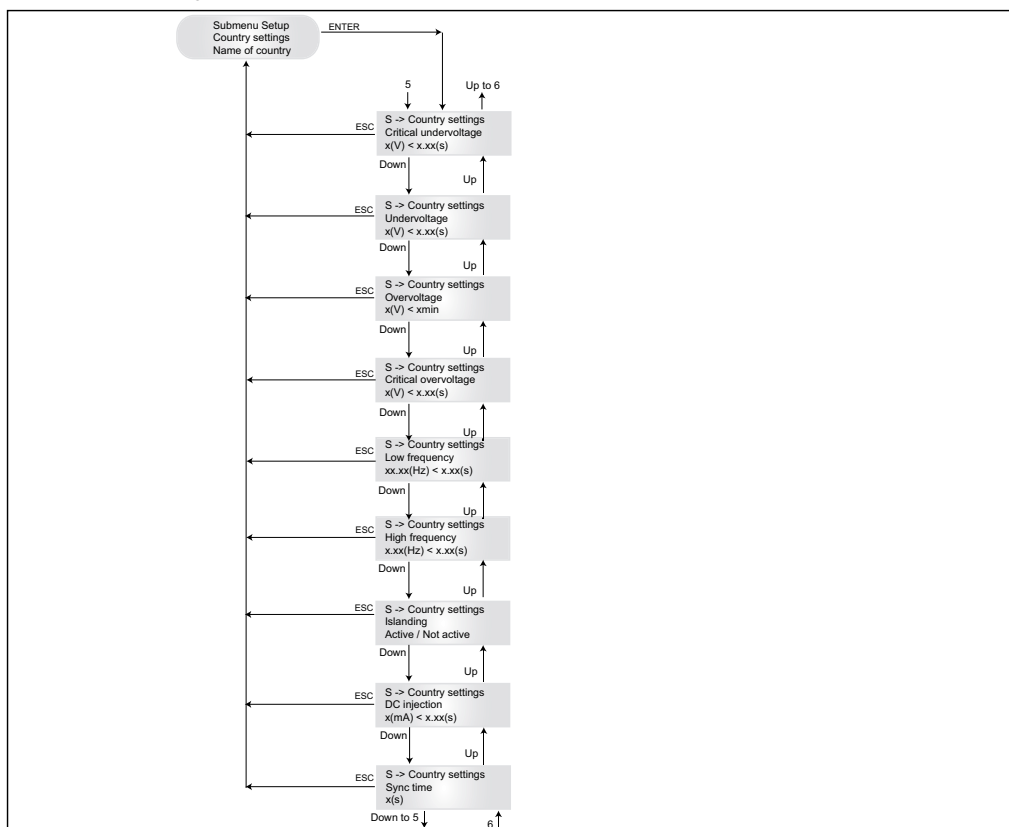 Submenu Setup
Country settings
Name of country
ENTER
5
Up to 6
ESC
S -> Country settings
Critical undervoltage
x(V) < x.xx(s)
Down
Up
ESC
S -> Country settings
Undervoltage
x(V) < x.xx(s)
Down
Up
ESC
S -> Country settings
Overvoltage
x(V) < xmin
Down
Up
ESC
S -> Country settings
Critical overvoltage
x(V) < x.xx(s)
Down
Up
ESC
S -> Country settings
Low frequency
xx.xx(Hz) < x.xx(s)
Down
Up
ESC
S -> Country settings
High frequency
x.xx(Hz) < x.xx(s)
Down
Up
ESC
S -> Country settings
Islanding
Active / Not active
Down
Up
ESC
S -> Country settings
DC injection
x(mA) < x.xx(s)
Down
Up
ESC
S -> Country settings
Sync time
x(s)
Down to 5
6